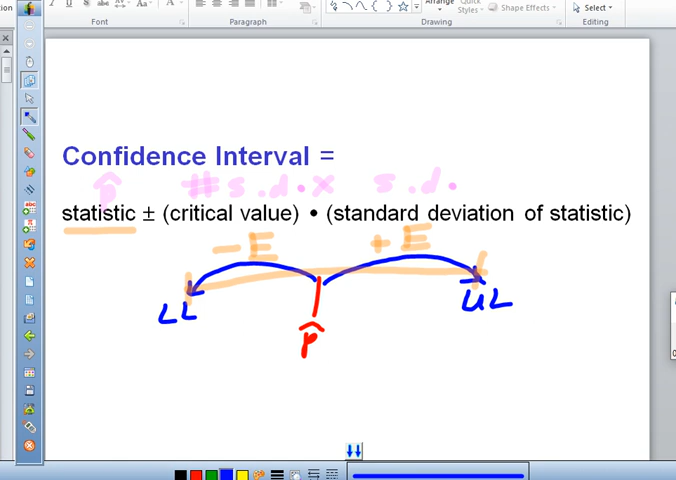 Font
Paragraph
Arrange
Quick
Styles
Shape Effects
Drawing
Select
Editing
Confidence Interval =
p̂ # s.d. × s.d.
statistic ± (critical value) • (standard deviation of statistic)
−E +E
LL UL
p̂
abc